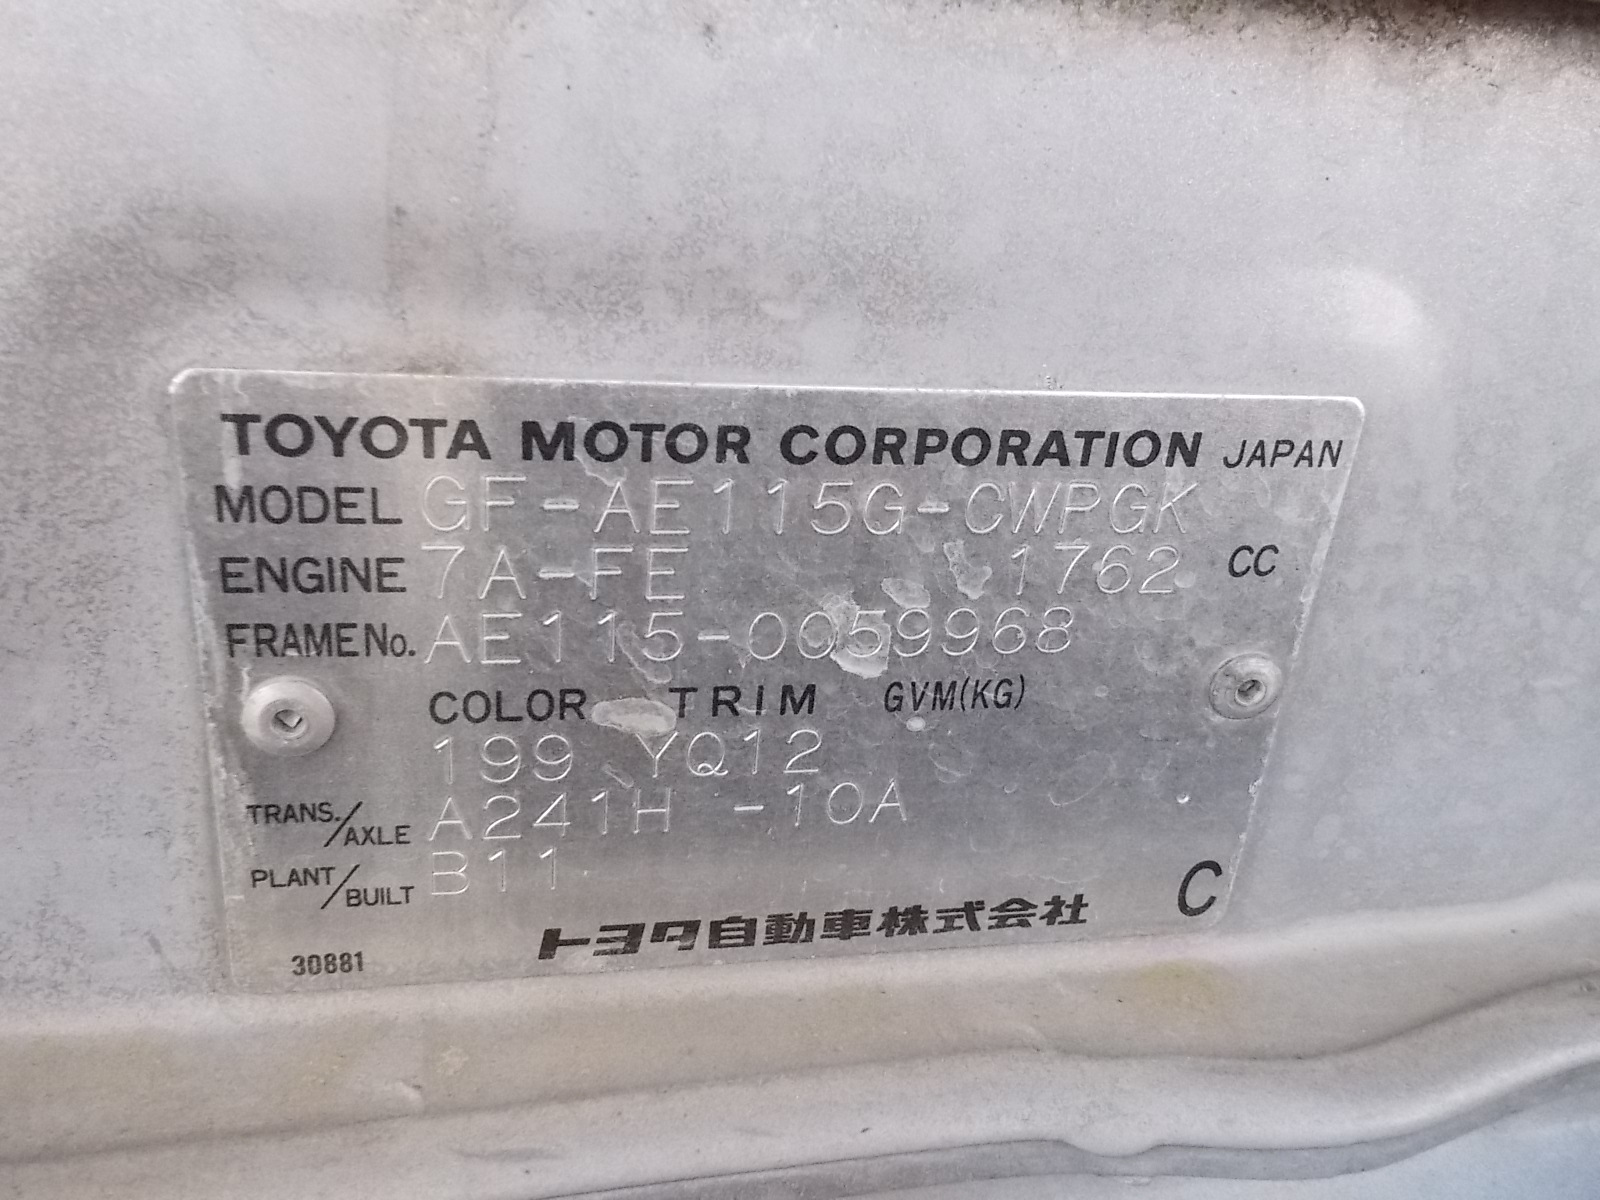 TOYOTA MOTOR CORPORATION JAPAN
MODEL GF-AE115G-CWPGK
ENGINE 7A-FE 1762 CC
FRAME No. AE115-0059968
COLOR TRIM GVM(KG)
199 YQ12
TRANS./AXLE A241H -10A
PLANT/BUILT B11
C
トヨタ自動車株式会社
30881